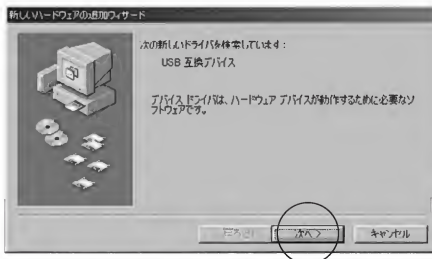 新しいハードウェアの追加ウィザード
次の新しいドライバを検索しています：
USB 互換デバイス
デバイス ドライバは、ハードウェア デバイスが動作するために必要なソ
フトウェアです。
< 戻る(B)
次へ >
キャンセル